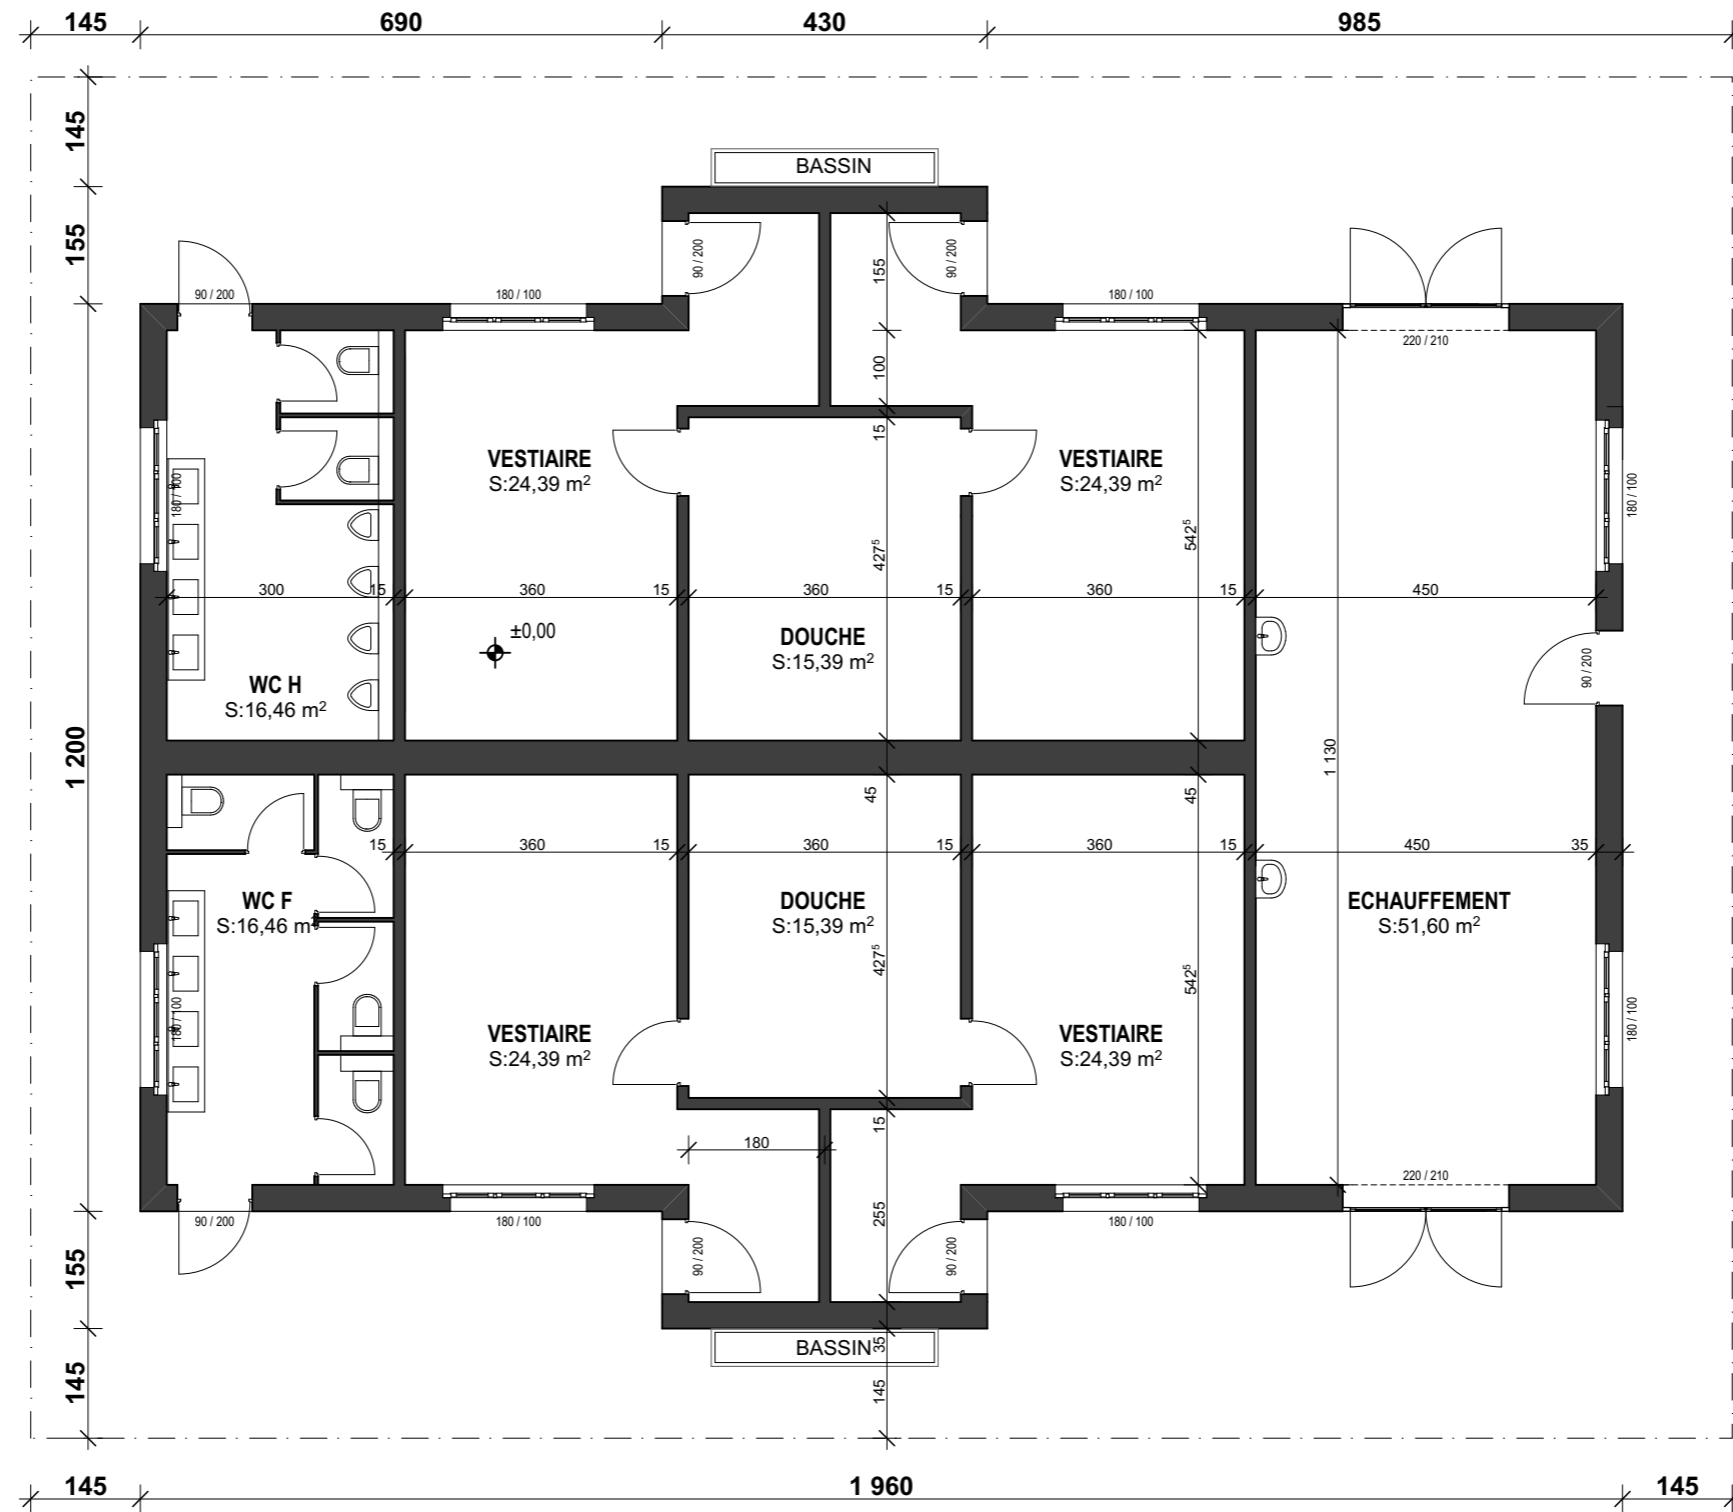 145 690 430 985
145
BASSIN
155
90 / 200
90 / 200
155
90 / 200
180 / 100
180 / 100
220 / 210
100
15
VESTIAIRE
S:24,39 m²
VESTIAIRE
S:24,39 m²
180 / 100
180 / 100
427⁵
542⁵
300 15 360 15 360 15 360 15 450
±0,00
DOUCHE
S:15,39 m²
90 / 200
WC H
S:16,46 m²
1 200
1 130
45
45
15 360 15 360 15 360 15 450 35
WC F
S:16,46 m²
DOUCHE
S:15,39 m²
ECHAUFFEMENT
S:51,60 m²
427⁵
542⁵
180 / 100
180 / 100
VESTIAIRE
S:24,39 m²
VESTIAIRE
S:24,39 m²
15
180
220 / 210
90 / 200
180 / 100
180 / 100
255
155
90 / 200
90 / 200
BASSIN
35
145
145
145 1 960 145